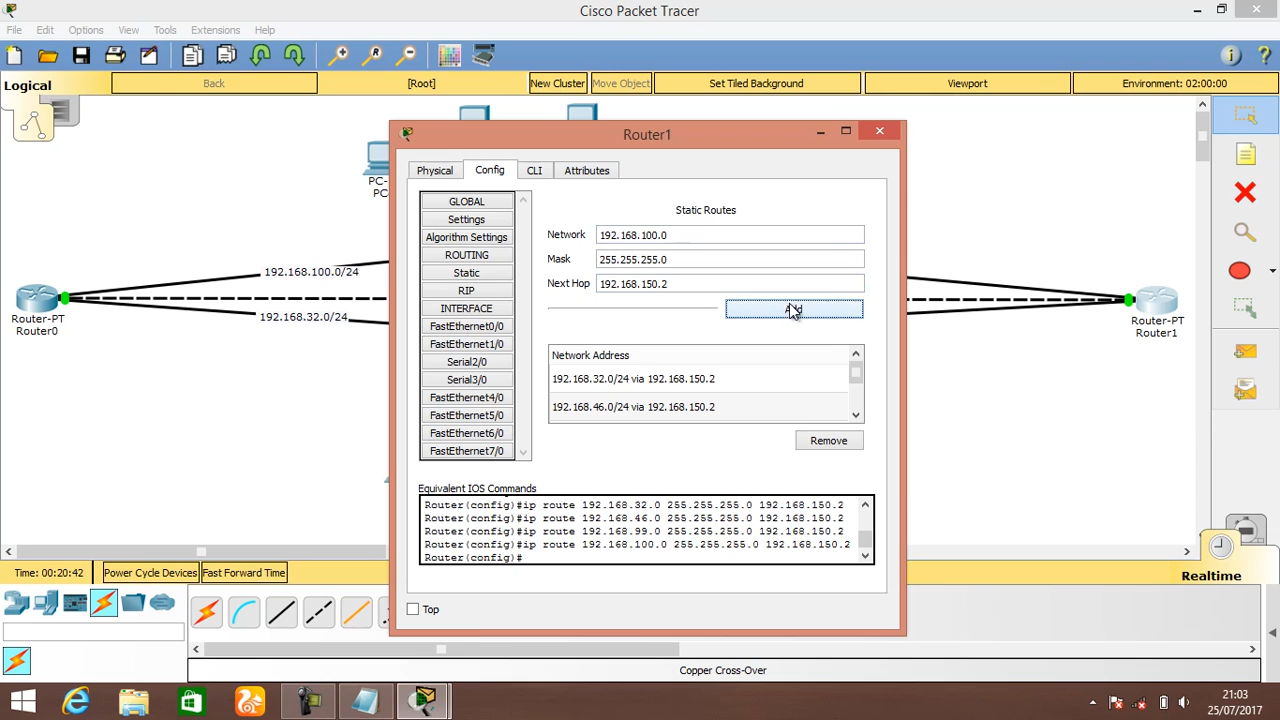 Cisco Packet Tracer
File Edit Options View Tools Extensions Help
Logical
Back
[Root]
New Cluster
Move Object
Set Tiled Background
Viewport
Environment: 02:00:00
Router1
Physical Config CLI Attributes
GLOBAL
Settings
Algorithm Settings
ROUTING
Static
RIP
INTERFACE
FastEthernet0/0
FastEthernet1/0
Serial2/0
Serial3/0
FastEthernet4/0
FastEthernet5/0
FastEthernet6/0
FastEthernet7/0
Static Routes
Network 192.168.100.0
Mask 255.255.255.0
Next Hop 192.168.150.2
Network Address
192.168.32.0/24 via 192.168.150.2
192.168.46.0/24 via 192.168.150.2
Remove
Equivalent IOS Commands
Router(config)#ip route 192.168.32.0 255.255.255.0 192.168.150.2
Router(config)#ip route 192.168.46.0 255.255.255.0 192.168.150.2
Router(config)#ip route 192.168.99.0 255.255.255.0 192.168.150.2
Router(config)#ip route 192.168.100.0 255.255.255.0 192.168.150.2
Router(config)#
Top
192.168.100.0/24
192.168.32.0/24
Router-PT
Router0
Router-PT
Router1
Time: 00:20:42
Power Cycle Devices
Fast Forward Time
Realtime
Copper Cross-Over
21:03
25/07/2017